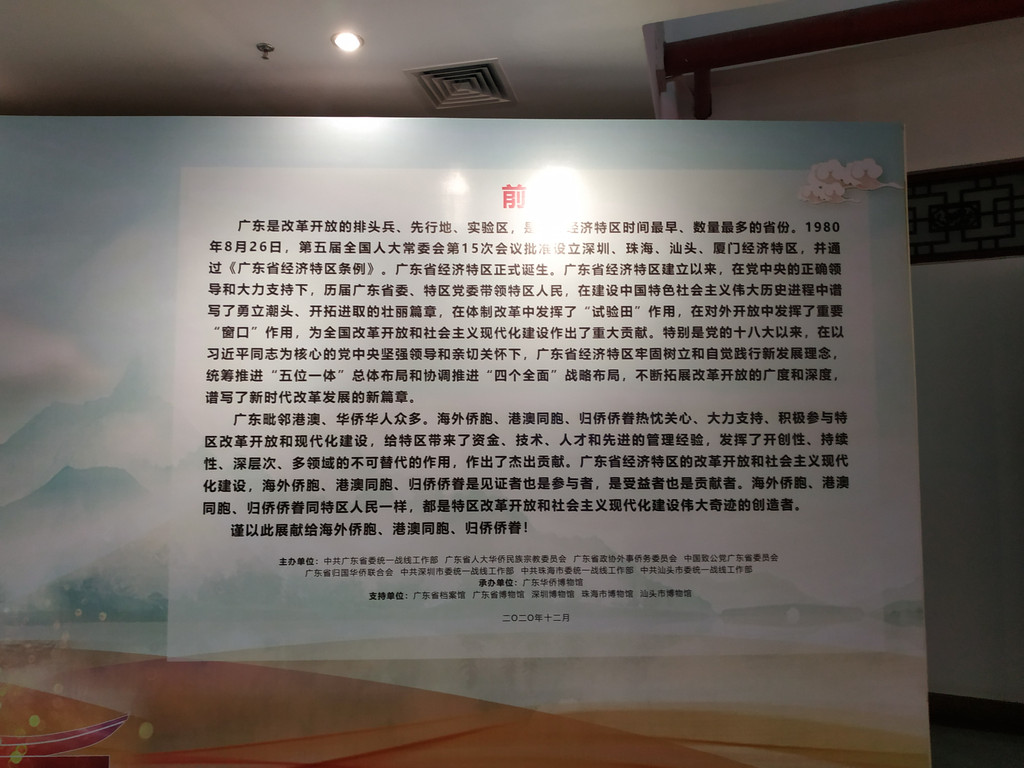 前
广东是改革开放的排头兵、先行地、实验区，是 经济特区时间最早、数量最多的省份。1980
年8月26日，第五届全国人大常委会第15次会议批准设立深圳、珠海、汕头、厦门经济特区，并通
过《广东省经济特区条例》。广东省经济特区正式诞生。广东省经济特区建立以来，在党中央的正确领
导和大力支持下，历届广东省委、特区党委带领特区人民，在建设中国特色社会主义伟大历史进程中谱
写了勇立潮头、开拓进取的壮丽篇章，在体制改革中发挥了“试验田”作用，在对外开放中发挥了重要
“窗口”作用，为全国改革开放和社会主义现代化建设作出了重大贡献。特别是党的十八大以来，在以
习近平同志为核心的党中央坚强领导和亲切关怀下，广东省经济特区牢固树立和自觉践行新发展理念，
统筹推进“五位一体”总体布局和协调推进“四个全面”战略布局，不断拓展改革开放的广度和深度，
谱写了新时代改革发展的新篇章。
广东毗邻港澳、华侨华人众多。海外侨胞、港澳同胞、归侨侨眷热忱关心、大力支持、积极参与特
区改革开放和现代化建设，给特区带来了资金、技术、人才和先进的管理经验，发挥了开创性、持续
性、深层次、多领域的不可替代的作用，作出了杰出贡献。广东省经济特区的改革开放和社会主义现代
化建设，海外侨胞、港澳同胞、归侨侨眷是见证者也是参与者，是受益者也是贡献者。海外侨胞、港澳
同胞、归侨侨眷同特区人民一样，都是特区改革开放和社会主义现代化建设伟大奇迹的创造者。
谨以此展献给海外侨胞、港澳同胞、归侨侨眷！
主办单位：中共广东省委统一战线工作部 广东省人大华侨民族宗教委员会 广东省政协外事侨务委员会 中国致公党广东省委员会
广东省归国华侨联合会 中共深圳市委统一战线工作部 中共珠海市委统一战线工作部 中共汕头市委统一战线工作部
承办单位：广东华侨博物馆
支持单位：广东省档案馆 广东省博物馆 深圳博物馆 珠海市博物馆 汕头市博物馆
二〇二〇年十二月